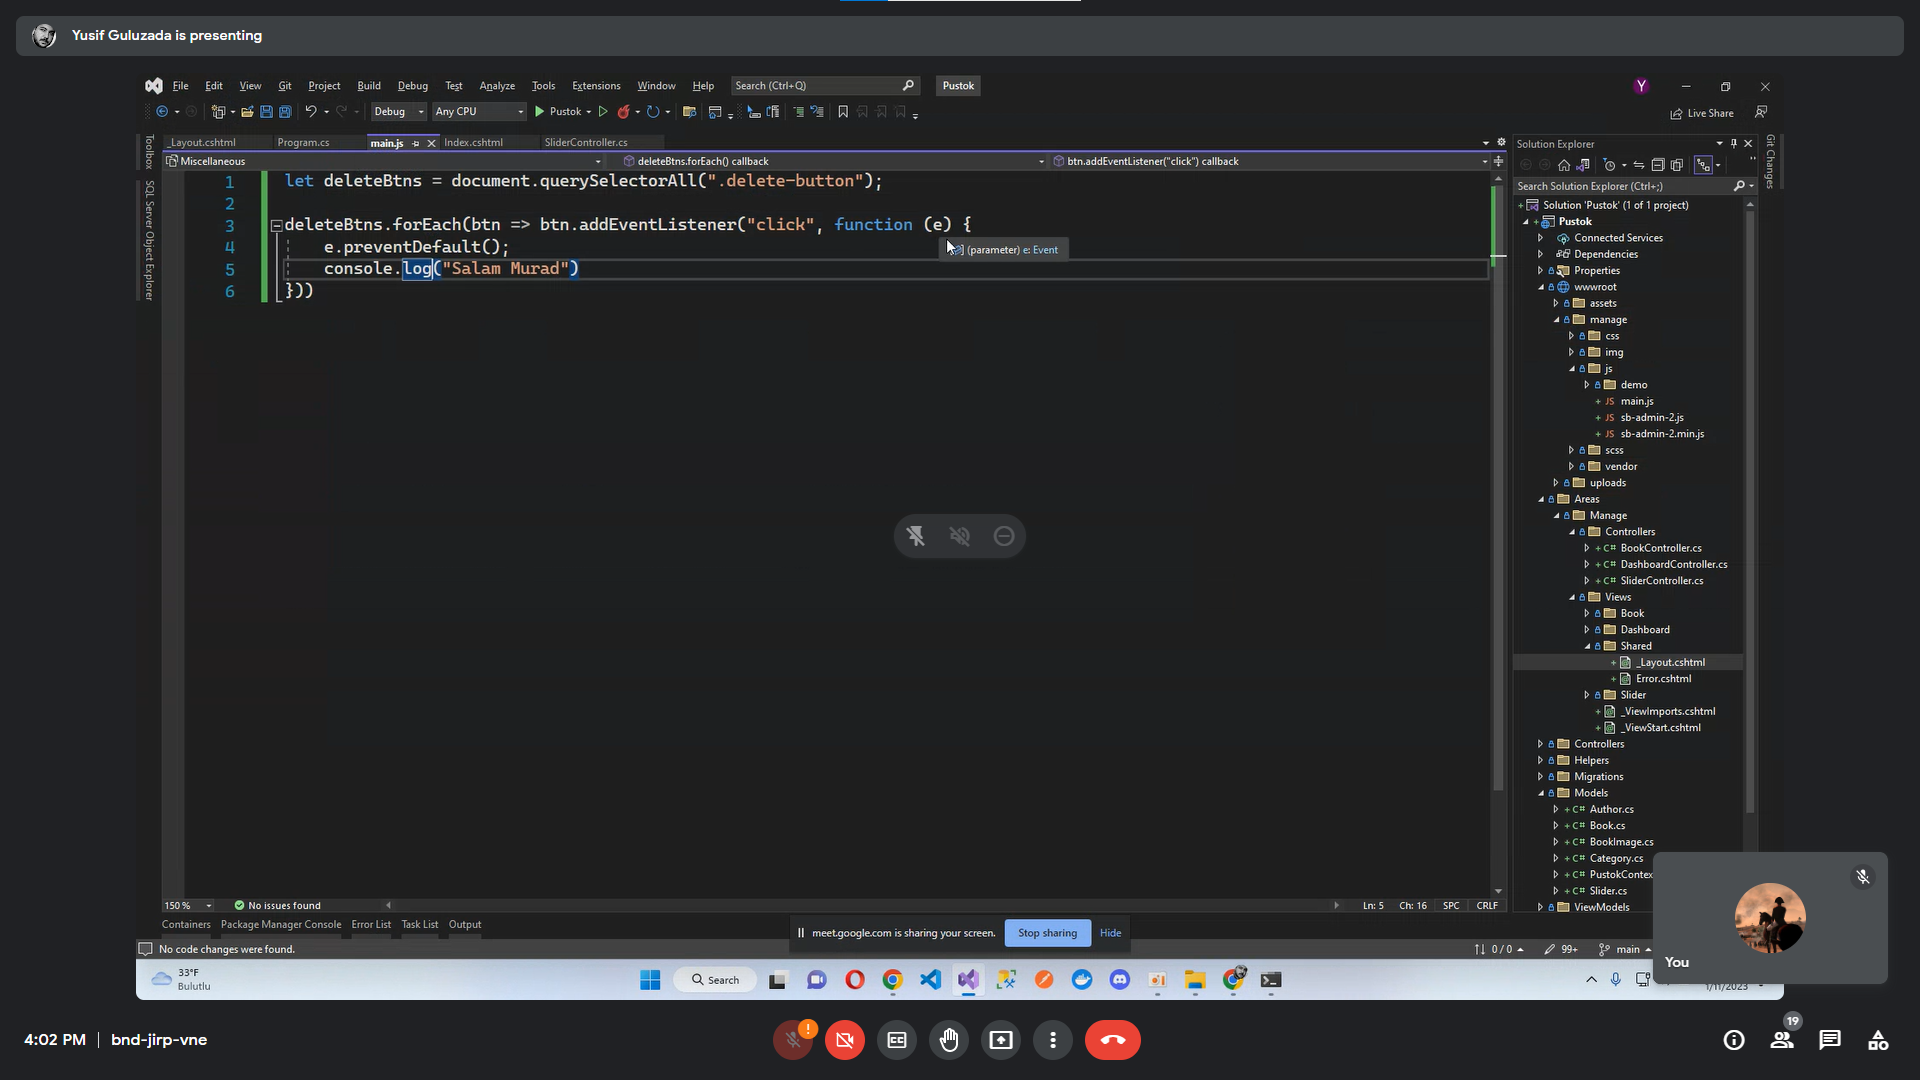 Yusif Guluzada is presenting
File Edit View Git Project Build Debug Test Analyze Tools Extensions Window Help Search (Ctrl+Q) Pustok
Y
Debug Any CPU Pustok Live Share
_Layout.cshtml Program.cs main.js Index.cshtml SliderController.cs
Miscellaneous deleteBtns.forEach() callback btn.addEventListener("click") callback
Toolbox
SQL Server Object Explorer
1 let deleteBtns = document.querySelectorAll(".delete-button");
2
3 deleteBtns.forEach(btn => btn.addEventListener("click", function (e) {
4 e.preventDefault();
(parameter) e: Event
5 console.log("Salam Murad")
6 }))
Solution Explorer
Git Changes
Search Solution Explorer (Ctrl+;)
Solution 'Pustok' (1 of 1 project)
Pustok
Connected Services
Dependencies
Properties
wwwroot
assets
manage
css
img
js
demo
JS main.js
JS sb-admin-2.js
JS sb-admin-2.min.js
scss
vendor
uploads
Areas
Manage
Controllers
C# BookController.cs
C# DashboardController.cs
C# SliderController.cs
Views
Book
Dashboard
Shared
_Layout.cshtml
Error.cshtml
Slider
_ViewImports.cshtml
_ViewStart.cshtml
Controllers
Helpers
Migrations
Models
C# Author.cs
C# Book.cs
C# BookImage.cs
C# Category.cs
C# PustokContex
C# Slider.cs
ViewModels
150 % No issues found Ln: 5 Ch: 16 SPC CRLF
Containers Package Manager Console Error List Task List Output
meet.google.com is sharing your screen. Stop sharing Hide
No code changes were found. 0 / 0 99+ main
33°F
Bulutlu
Search
1/11/2023
You
4:02 PM | bnd-jirp-vne
19